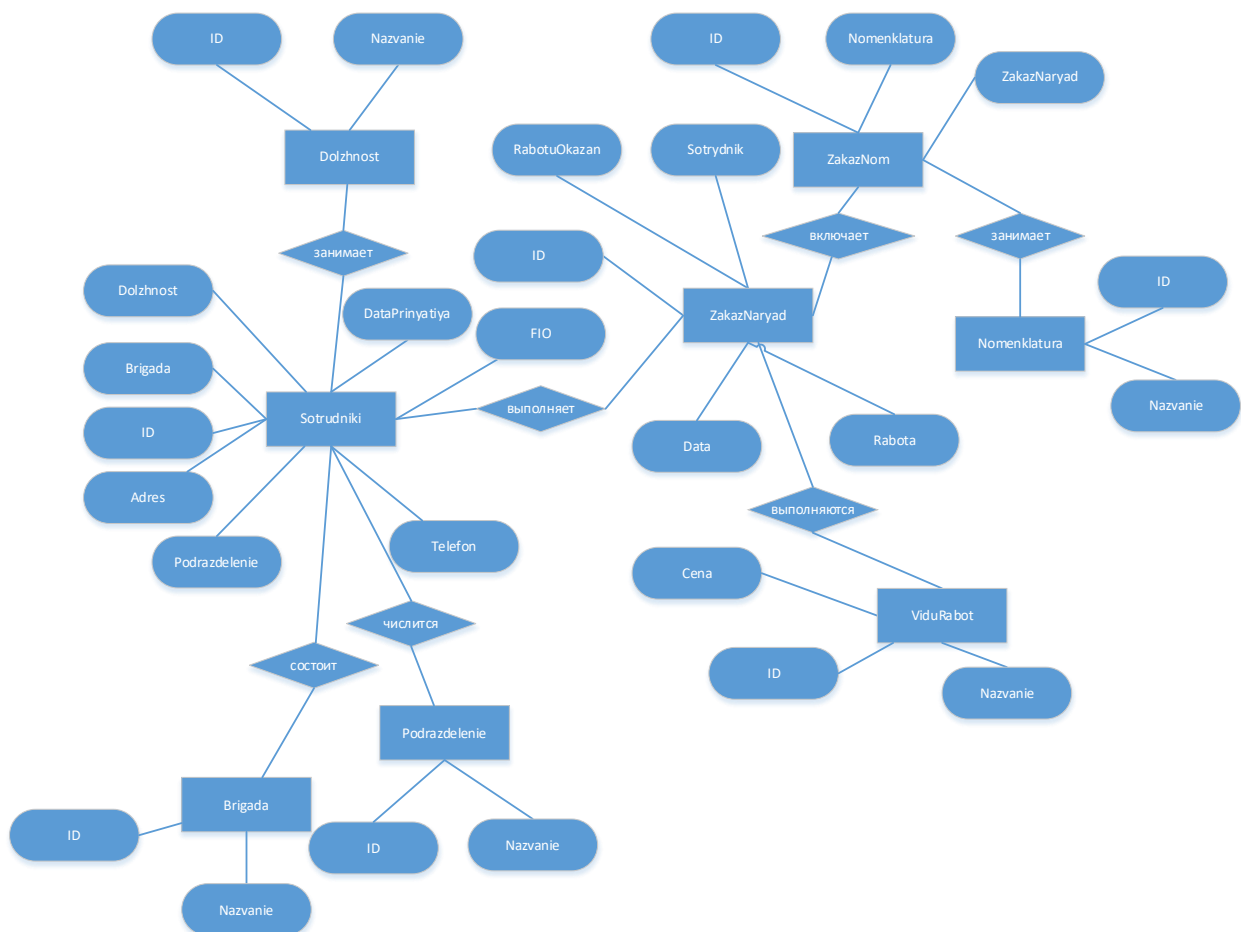 ID
Nazvanie
ID
Nomenklatura
ZakazNaryad
Dolzhnost
RabotuOkazan
Sotrydnik
ZakazNom
занимает
включает
занимает
ID
Dolzhnost
DataPrinyatiya
FIO
ZakazNaryad
ID
Nomenklatura
Brigada
Sotrudniki
выполняет
Nazvanie
ID
Data
Rabota
Adres
выполняются
Podrazdelenie
Telefon
Cena
ViduRabot
числится
состоит
ID
Nazvanie
Podrazdelenie
Brigada
ID
ID
Nazvanie
Nazvanie